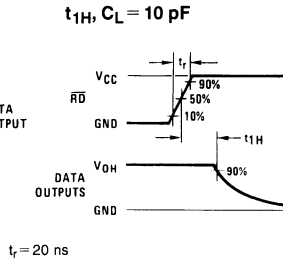 t1H, CL = 10 pF
tr
VCC
90%
RD
50%
10%
GND
t1H
VOH
90%
DATA
OUTPUTS
GND
tr = 20 ns